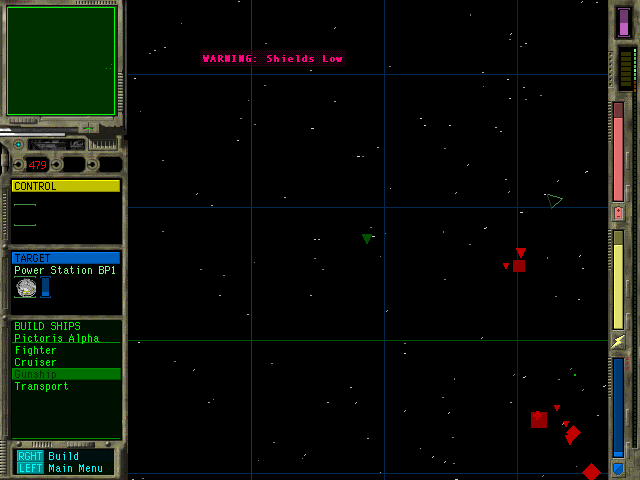 WARNING: Shields Low
479
CONTROL
TARGET
Power Station BP1
BUILD SHIPS
Pictoris Alpha
Fighter
Cruiser
Gunship
Transport
RGHT Build
LEFT Main Menu